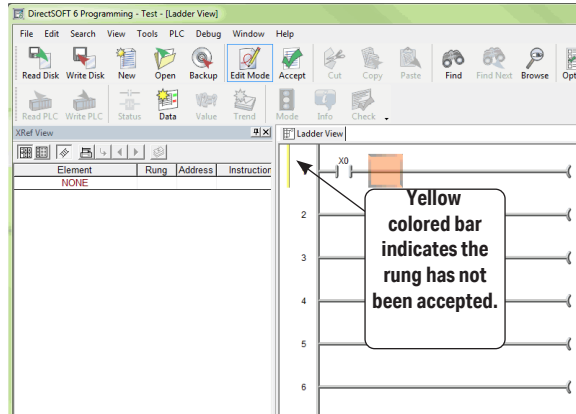 DirectSOFT 6 Programming - Test - [Ladder View]
File Edit Search View Tools PLC Debug Window Help
Read Disk Write Disk New Open Backup Edit Mode Accept Cut Copy Paste Find Find Next Browse Opti
Read PLC Write PLC Status Data Value Trend Mode Info Check
XRef View
Ladder View
Element Rung Address Instruction
NONE
X0
2
3
4
5
6
Yellow
colored bar
indicates the
rung has not
been accepted.